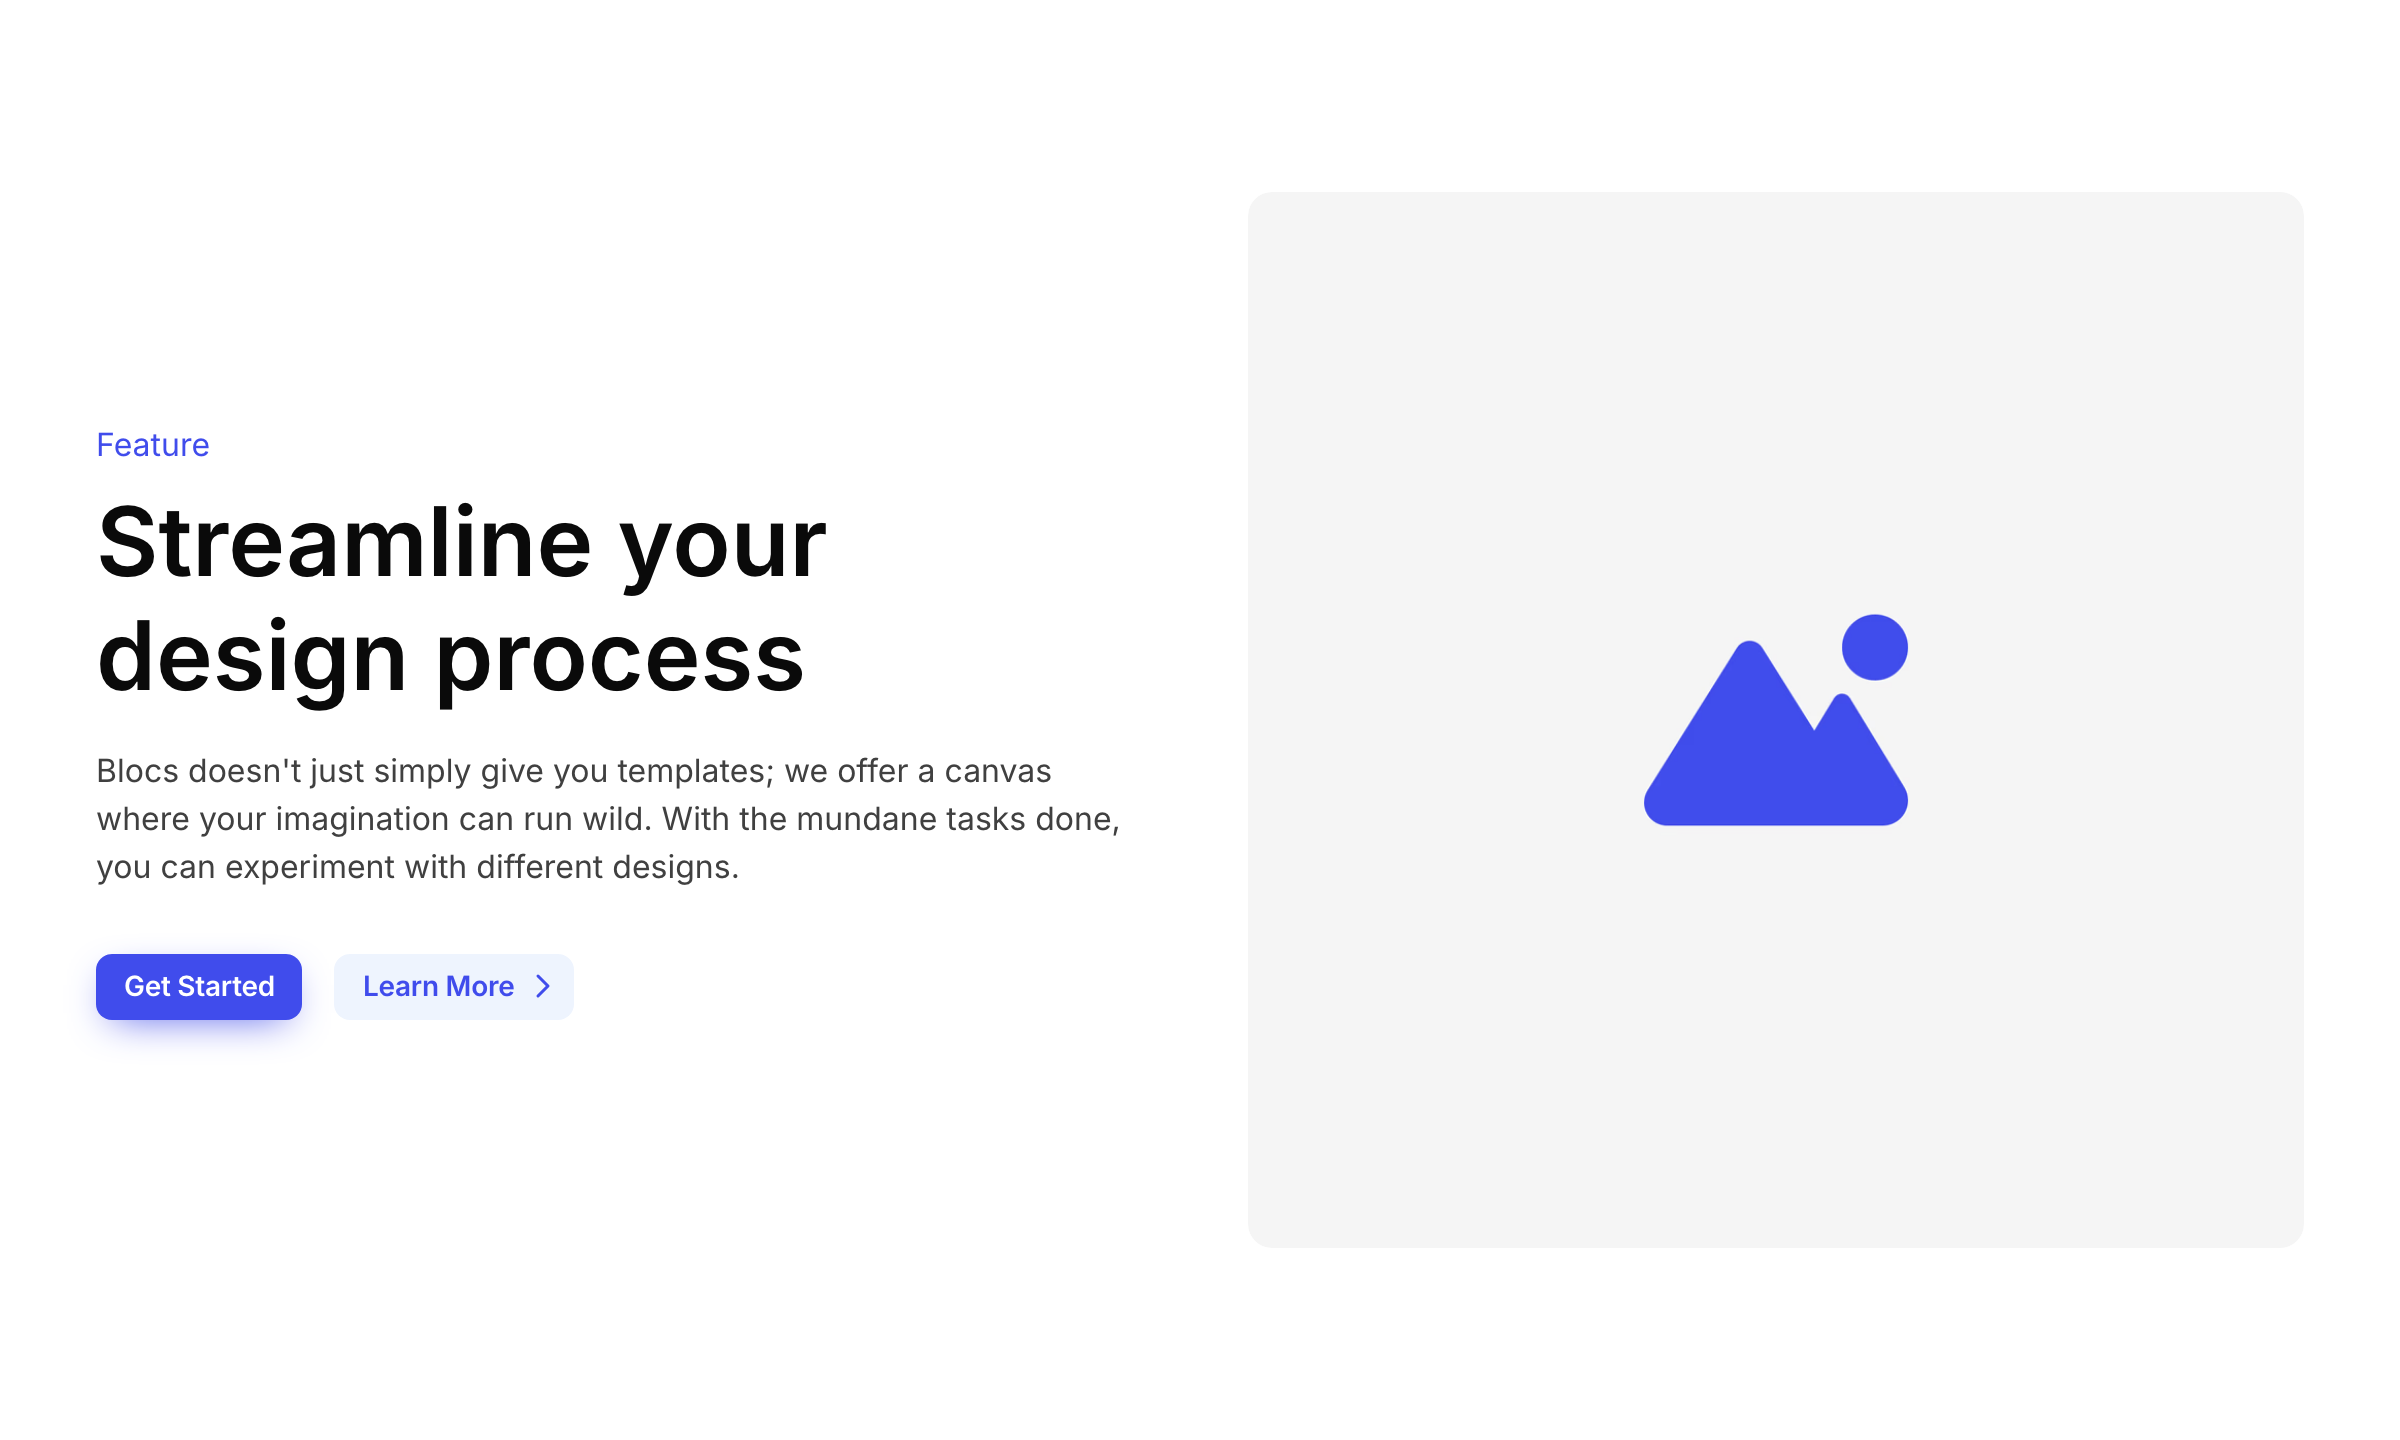 Feature
Streamline your
design process
Blocs doesn't just simply give you templates; we offer a canvas
where your imagination can run wild. With the mundane tasks done,
you can experiment with different designs.
Get Started
Learn More